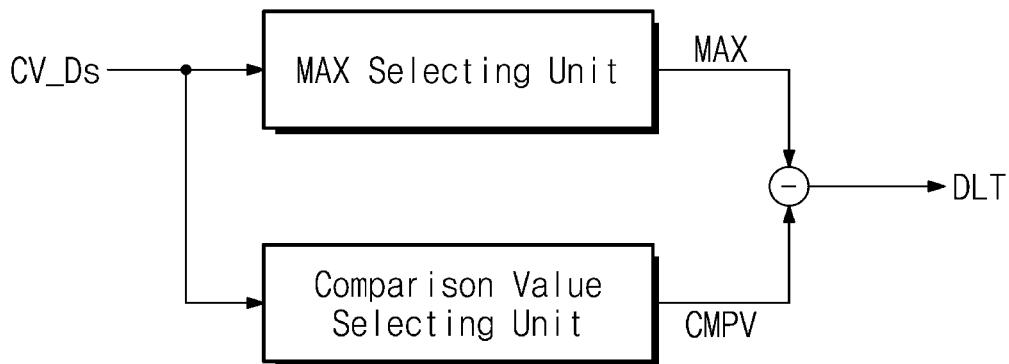 CV_Ds
MAX Selecting Unit
MAX
-
DLT
Comparison Value
Selecting Unit
CMPV